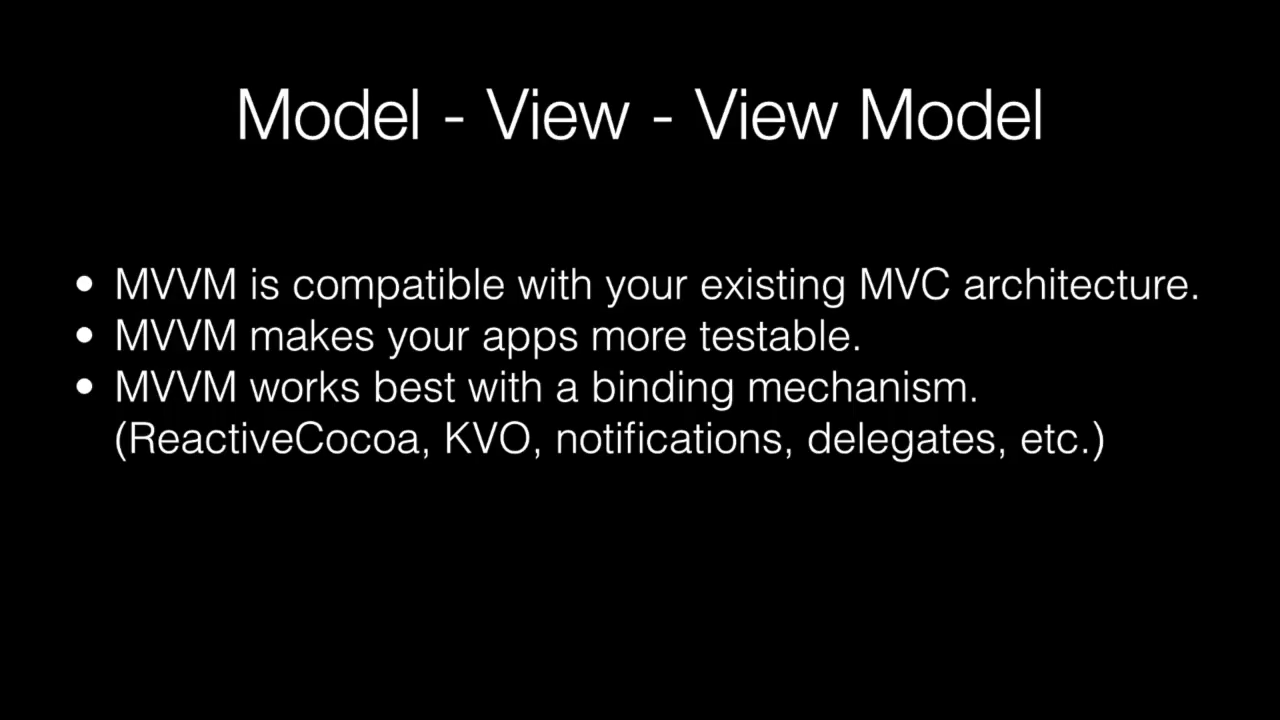 Model - View - View Model
• MVVM is compatible with your existing MVC architecture.
• MVVM makes your apps more testable.
• MVVM works best with a binding mechanism.
(ReactiveCocoa, KVO, notifications, delegates, etc.)